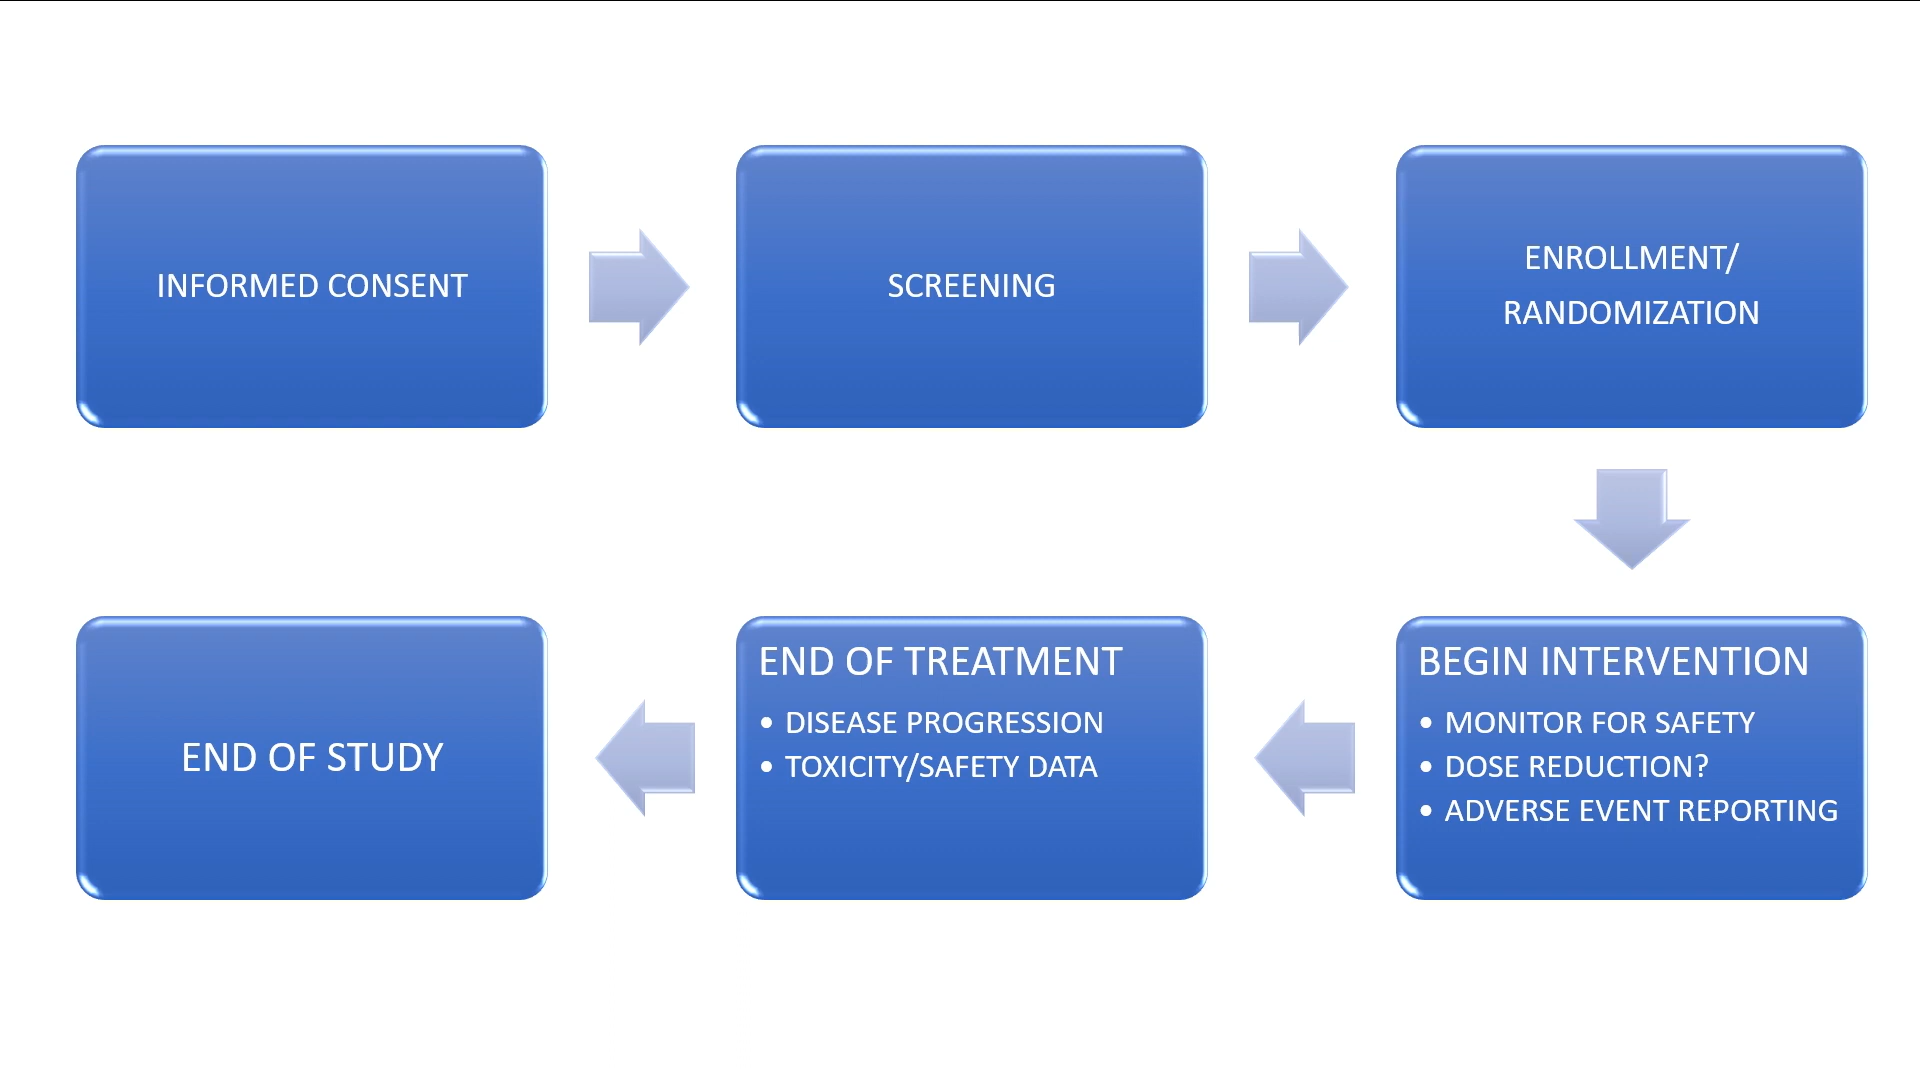 INFORMED CONSENT
SCREENING
ENROLLMENT/
RANDOMIZATION
BEGIN INTERVENTION
• MONITOR FOR SAFETY
• DOSE REDUCTION?
• ADVERSE EVENT REPORTING
END OF TREATMENT
• DISEASE PROGRESSION
• TOXICITY/SAFETY DATA
END OF STUDY